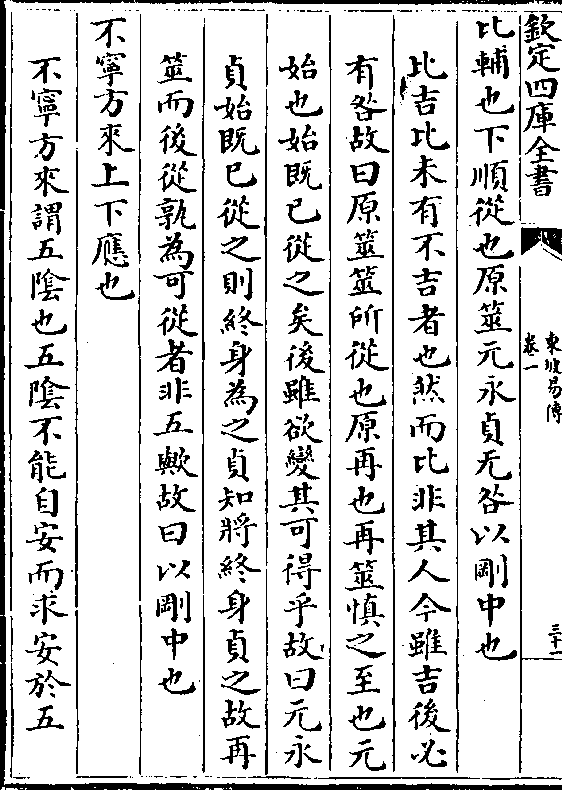 欽定四庫全書
東坡易傳
卷一
三十一
比輔也下順從也原筮元永貞无咎以剛中也
比吉比未有不吉者也然而比非其人今雖吉後必
有咎故曰原筮筮所從也原再也再筮慎之至也元
始也始既已從之矣後雖欲變其可得乎故曰元永
貞始既已從之則終身為之貞知將終身貞之故再
筮而後從孰為可從者非五歟故曰以剛中也
不寧方來上下應也
不寧方來謂五陰也五陰不能自安而求安於五